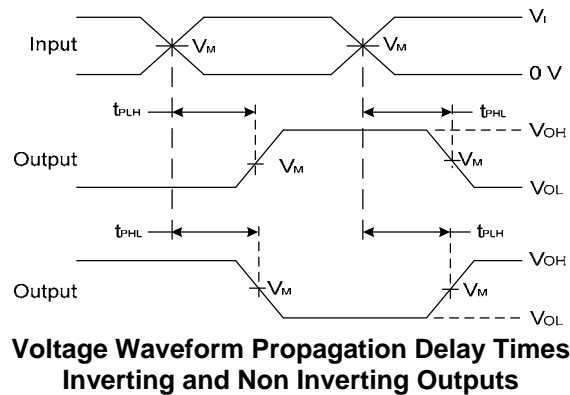 VI
Input
VM
VM
0 V
tPLH
tPHL
VOH
Output
VM
VM
VOL
tPHL
tPLH
VOH
Output
VM
VM
VOL
Voltage Waveform Propagation Delay Times
Inverting and Non Inverting Outputs